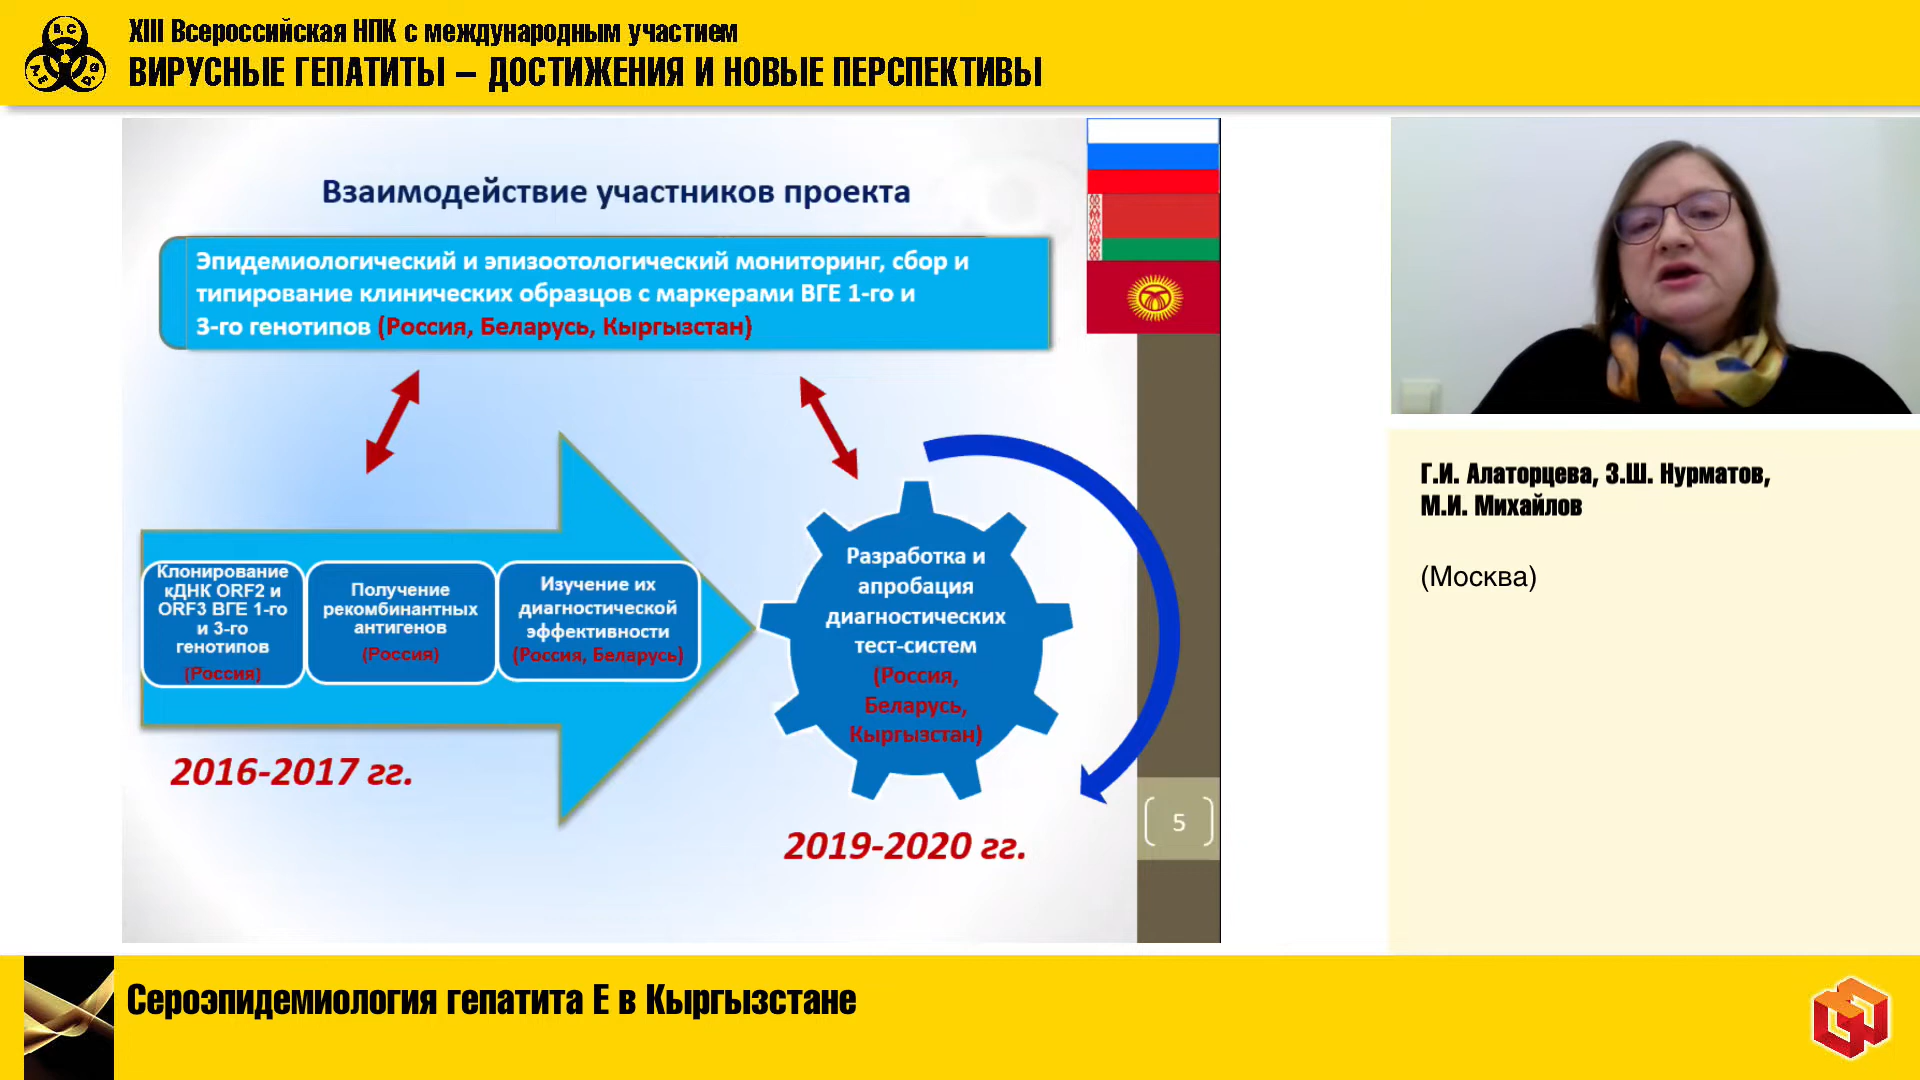 XIII Всероссийская НПК с международным участием
ВИРУСНЫЕ ГЕПАТИТЫ – ДОСТИЖЕНИЯ И НОВЫЕ ПЕРСПЕКТИВЫ
B, C
Взаимодействие участников проекта
Эпидемиологический и эпизоотологический мониторинг, сбор и
типирование клинических образцов с маркерами ВГЕ 1-го и
3-го генотипов (Россия, Беларусь, Кыргызстан)
Клонирование
кДНК ORF2 и
ORF3 ВГЕ 1-го
и 3-го
генотипов
(Россия)
Получение
рекомбинантных
антигенов
(Россия)
Изучение их
диагностической
эффективности
(Россия, Беларусь)
2016-2017 гг.
Разработка и
апробация
диагностических
тест-систем
(Россия,
Беларусь,
Кыргызстан)
2019-2020 гг.
5
Г.И. Алаторцева, З.Ш. Нурматов,
М.И. Михайлов
(Москва)
Сероэпидемиология гепатита Е в Кыргызстане